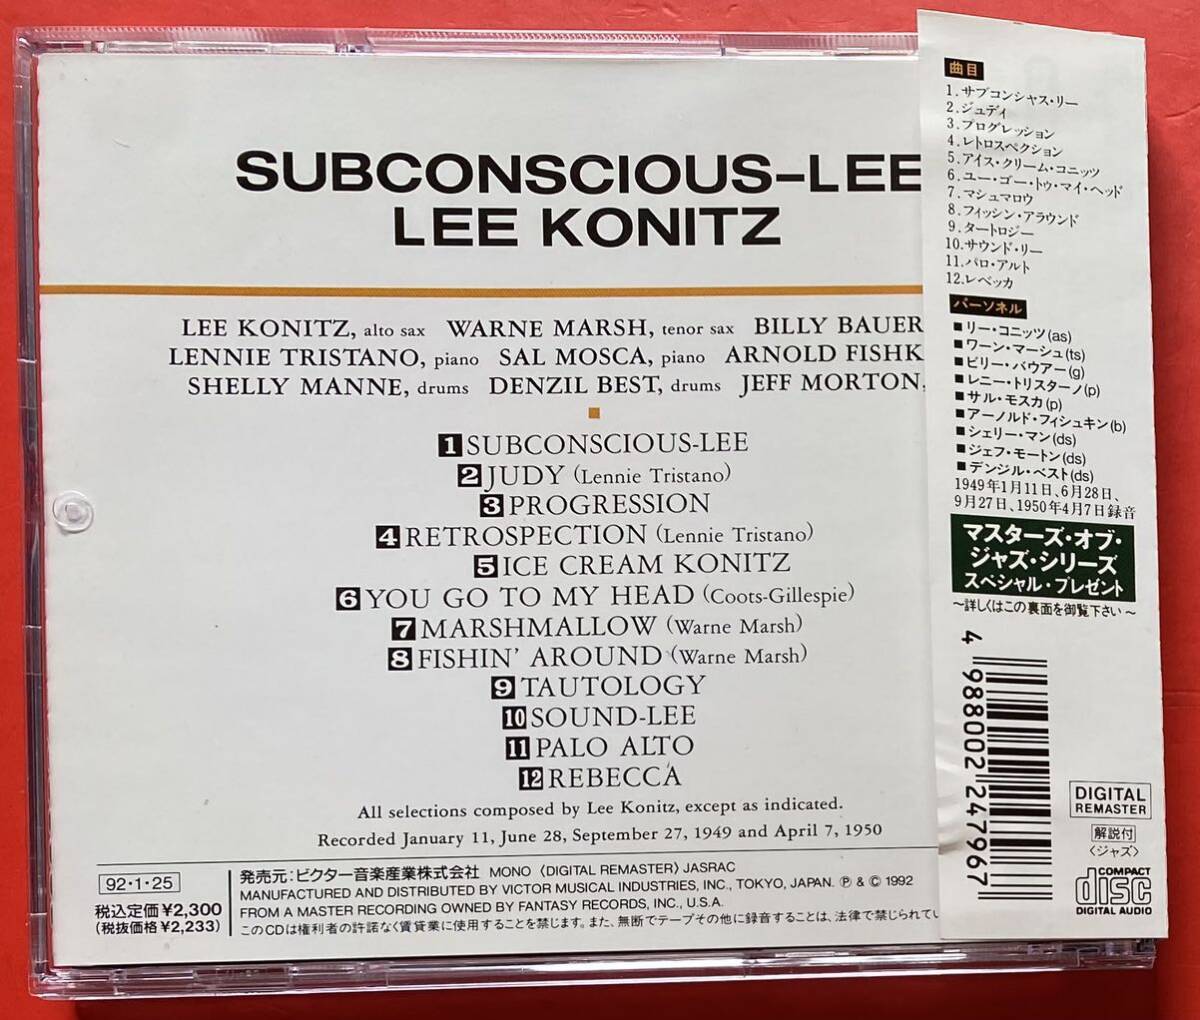 SUBCONSCIOUS-LEE
LEE KONITZ
LEE KONITZ, alto sax WARNE MARSH, tenor sax BILLY BAUER
LENNIE TRISTANO, piano SAL MOSCA, piano ARNOLD FISHK
SHELLY MANNE, drums DENZIL BEST, drums JEFF MORTON,
1 SUBCONSCIOUS-LEE
2 JUDY (Lennie Tristano)
3 PROGRESSION
4 RETROSPECTION (Lennie Tristano)
5 ICE CREAM KONITZ
6 YOU GO TO MY HEAD (Coots-Gillespie)
7 MARSHMALLOW (Warne Marsh)
8 FISHIN' AROUND (Warne Marsh)
9 TAUTOLOGY
10 SOUND-LEE
11 PALO ALTO
12 REBECCA
All selections composed by Lee Konitz, except as indicated.
Recorded January 11, June 28, September 27, 1949 and April 7, 1950
92・1・25
税込定価¥2,300
(税抜価格¥2,233)
発売元:ビクター音楽産業株式会社 MONO 〈DIGITAL REMASTER〉 JASRAC
MANUFACTURED AND DISTRIBUTED BY VICTOR MUSICAL INDUSTRIES, INC., TOKYO, JAPAN. ℗ & © 1992
FROM A MASTER RECORDING OWNED BY FANTASY RECORDS, INC., U.S.A.
このCDは権利者の許諾なく賃貸業に使用することを禁じます。また、無断でテープその他に録音することは、法律で禁じられてい
曲目
1.サブコンシャス・リー
2.ジュディ
3.プログレッション
4.レトロスペクション
5.アイス・クリーム・コニッツ
6.ユー・ゴー・トゥ・マイ・ヘッド
7.マシュマロウ
8.フィッシン・アラウンド
9.タートロジー
10.サウンド・リー
11.パロ・アルト
12.レベッカ
パーソネル
■リー・コニッツ(as)
■ワーン・マーシュ(ts)
■ビリー・バウアー(g)
■レニー・トリスターノ(p)
■サル・モスカ(p)
■アーノルド・フィシュキン(b)
■シェリー・マン(ds)
■ジェフ・モートン(ds)
■デンジル・ベスト(ds)
1949年1月11日、6月28日、
9月27日、1950年4月7日録音
マスターズ・オブ・
ジャズ・シリーズ
スペシャル・プレゼント
〜詳しくはこの裏面を御覧下さい〜
4 988002 247967
DIGITAL
REMASTER
解説付
〈ジャズ〉
COMPACT
disc
DIGITAL AUDIO